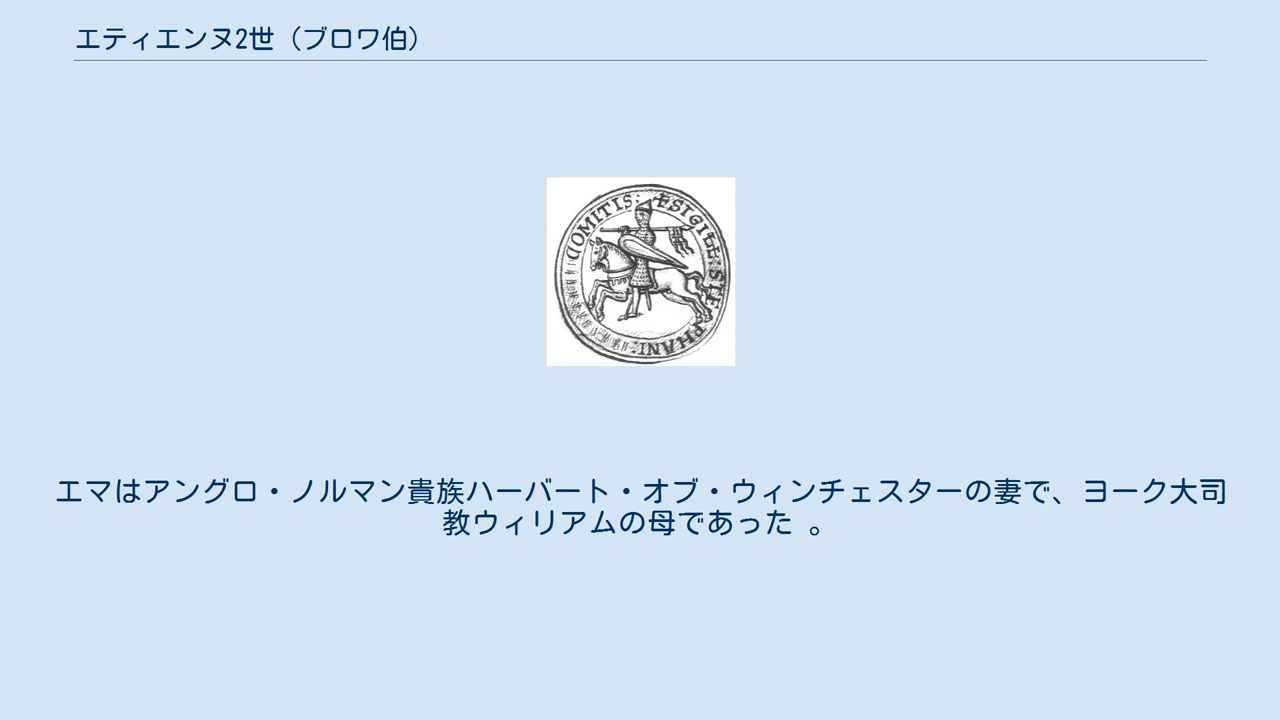 エティエンヌ2世（ブロワ伯）
COMITIS: ✠SIGILL:STEPHANI:
エマはアングロ・ノルマン貴族ハーバート・オブ・ウィンチェスターの妻で、ヨーク大司
教ウィリアムの母であった 。